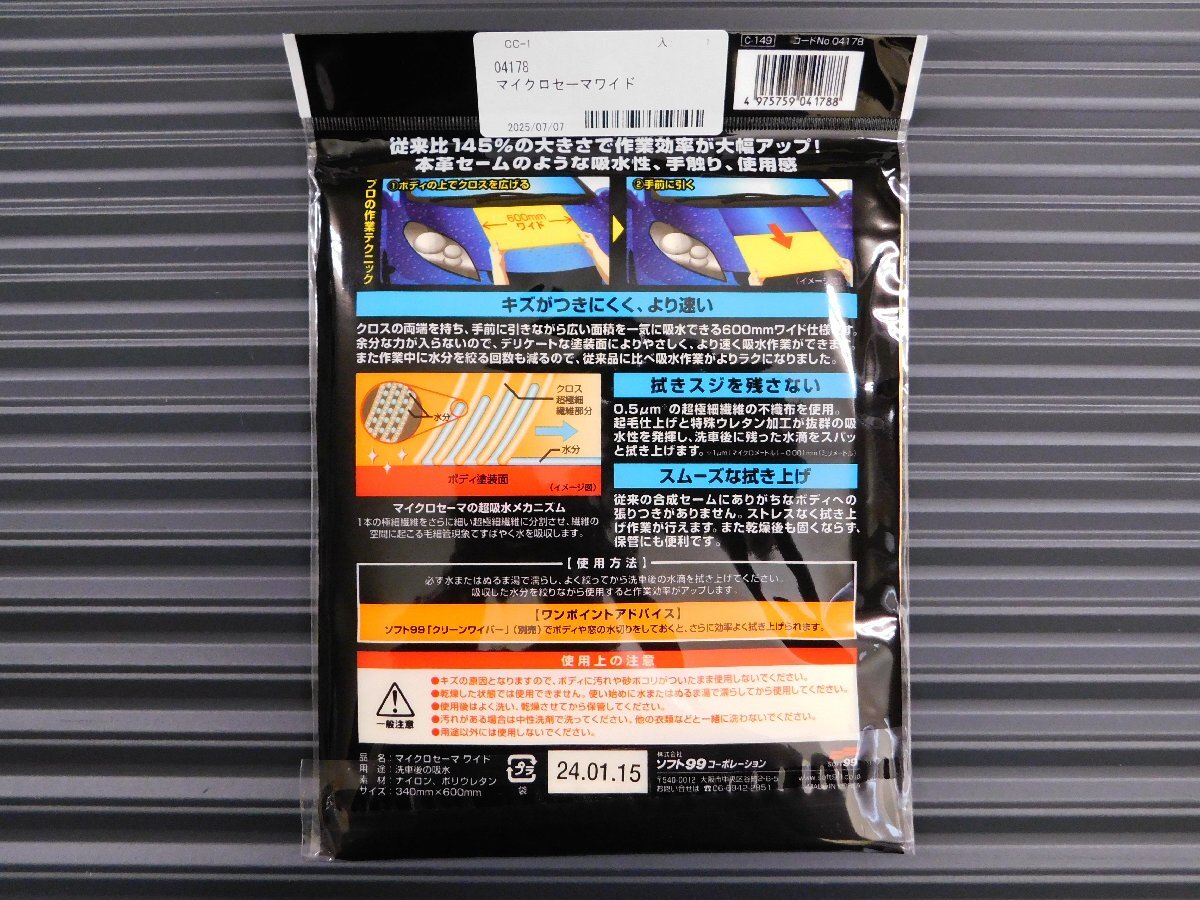 CC-1 入 1
04178
マイクロセーマワイド
2025/07/07
C-149 コードNo 04178
4 975759 041788
従来比145%の大きさで作業効率が大幅アップ!
本革セームのような吸水性、手触り、使用感
プロの作業テクニック
①ボディの上でクロスを広げる
600mm
ワイド
②手前に引く
キズがつきにくく、より速い
クロスの両端を持ち、手前に引きながら広い面積を一気に吸水できる600mmワイド仕様です。
余分な力が入らないので、デリケートな塗装面によりやさしく、より速く吸水作業ができます。
また作業中に水分を絞る回数も減るので、従来品に比べ吸水作業がよりラクになりました。
水分
クロス
超極細
繊維部分
水分
ボディ塗装面
(イメージ図)
マイクロセーマの超吸水メカニズム
1本の極細繊維をさらに細い超極細繊維に分割させ、繊維の
空間に起こる毛細管現象ですばやく水を吸収します。
拭きスジを残さない
0.5μm※の超極細繊維の不織布を使用。
起毛仕上げと特殊ウレタン加工が抜群の吸
水性を発揮し、洗車後に残った水滴をスパッ
と拭き上げます。※1μm(マイクロメートル)=0.001mm(ミリメートル)
スムーズな拭き上げ
従来の合成セームにありがちなボディへの
張りつきがありません。ストレスなく拭き上
げ作業が行えます。また乾燥後も固くならず、
保管にも便利です。
【使用方法】
必ず水またはぬるま湯で濡らし、よく絞ってから洗車後の水滴を拭き上げてください。
吸収した水分を絞りながら使用すると作業効率がアップします。
【ワンポイントアドバイス】
ソフト99「クリーンワイパー」(別売)でボディや窓の水切りをしておくと、さらに効率よく拭き上げられます。
使用上の注意
一般注意
●キズの原因となりますので、ボディに汚れや砂ボコリがついたまま使用しないでください。
●乾燥した状態では使用できません。使い始めに水またはぬるま湯で濡らしてから使用してください。
●使用後はよく洗い、乾燥させてから保管してください。
●汚れがある場合は中性洗剤で洗ってください。他の衣類などと一緒に洗わないでください。
●用途以外には使用しないでください。
品 名:マイクロセーマ ワイド
用 途:洗車後の吸水
素 材:ナイロン、ポリウレタン
サイズ:340mm×600mm
プラ
袋
24.01.15
株式会社
ソフト99コーポレーション
〒540-0012 大阪市中央区谷町2-6-5
お問い合せは ☎06-6942-2851
soft99